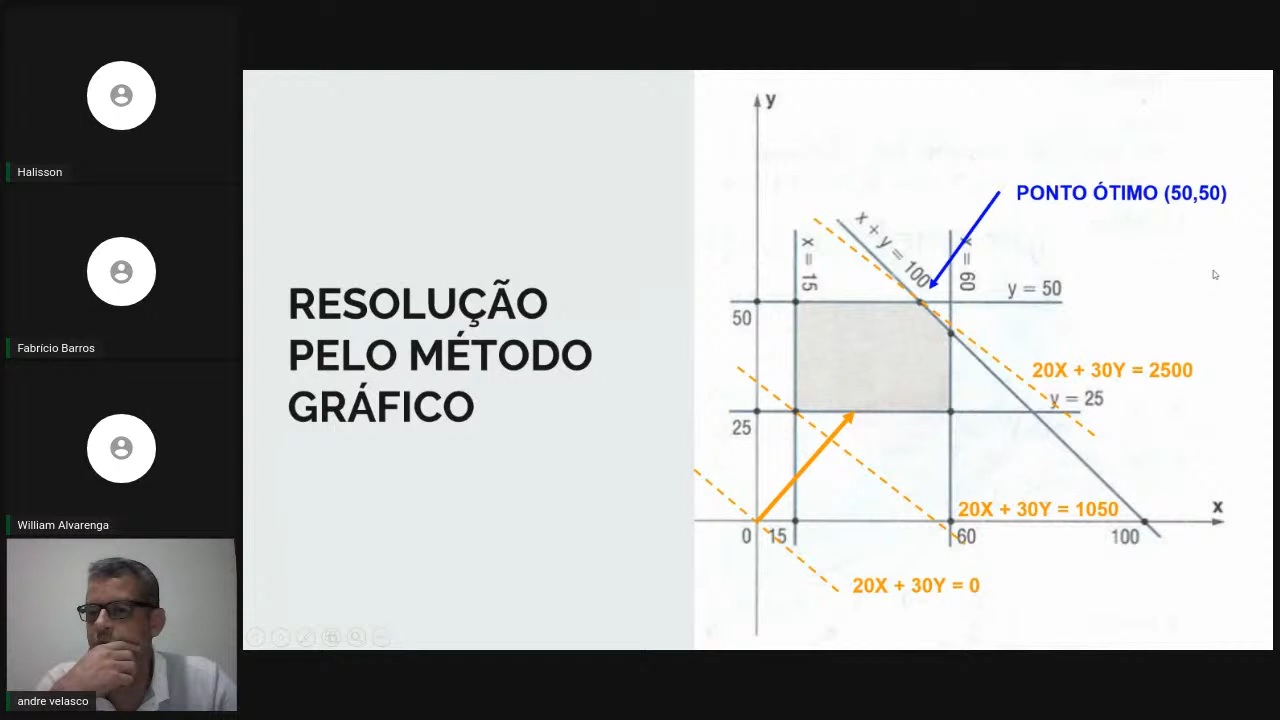 Halisson
Fabrício Barros
William Alvarenga
andre velasco
RESOLUÇÃO
PELO MÉTODO
GRÁFICO
y
PONTO ÓTIMO (50,50)
x = 15
x + y = 100
x = 60
y = 50
50
20X + 30Y = 2500
y = 25
25
20X + 30Y = 1050
x
0
15
60
100
20X + 30Y = 0